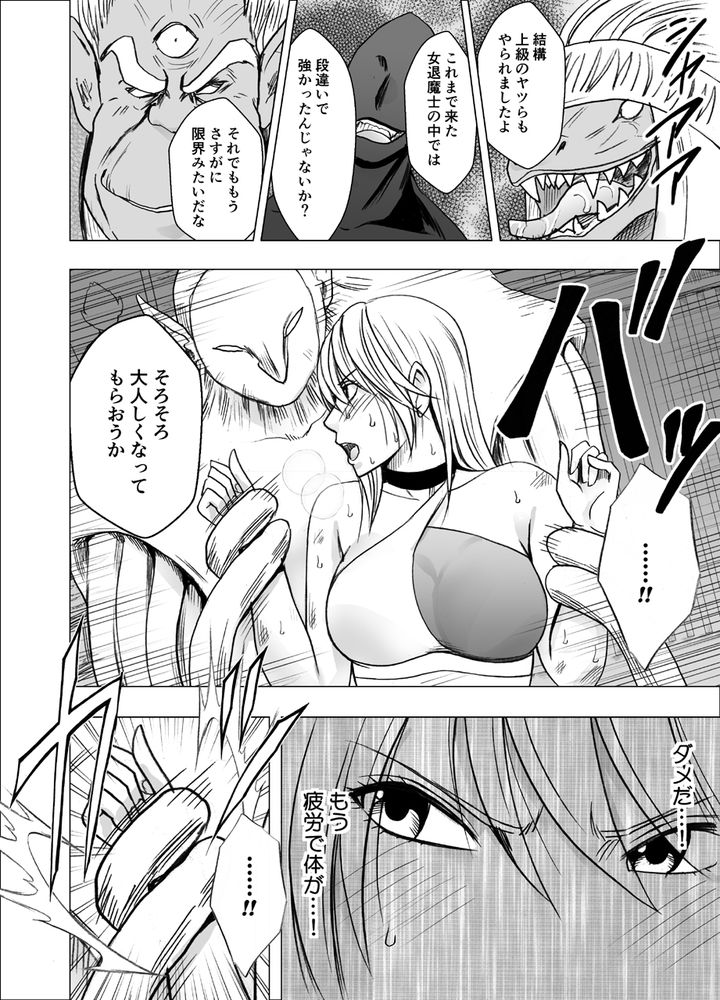 結構
上級のヤツらも
やられましたよ
シャアアア
これまで来た
女退魔士の中では
段違いで
強かったんじゃないか?
それでももう
さすがに
限界みたいだな
バッ
……!!
そろそろ
大人しくなって
もらおうか
ダメだ…!
もう
疲労で体が…!
……!!